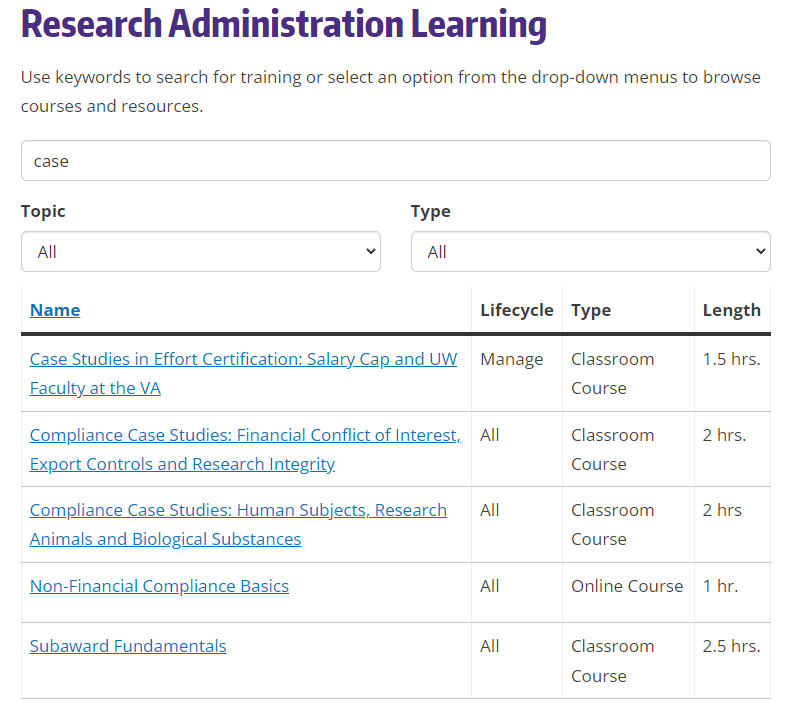 Research Administration Learning
Use keywords to search for training or select an option from the drop-down menus to browse
courses and resources.
case
Topic Type
All All
Name Lifecycle Type Length
Case Studies in Effort Certification: Salary Cap and UW Manage Classroom 1.5 hrs.
Faculty at the VA Course
Compliance Case Studies: Financial Conflict of Interest, All Classroom 2 hrs.
Export Controls and Research Integrity Course
Compliance Case Studies: Human Subjects, Research All Classroom 2 hrs
Animals and Biological Substances Course
Non-Financial Compliance Basics All Online Course 1 hr.
Subaward Fundamentals All Classroom 2.5 hrs.
Course